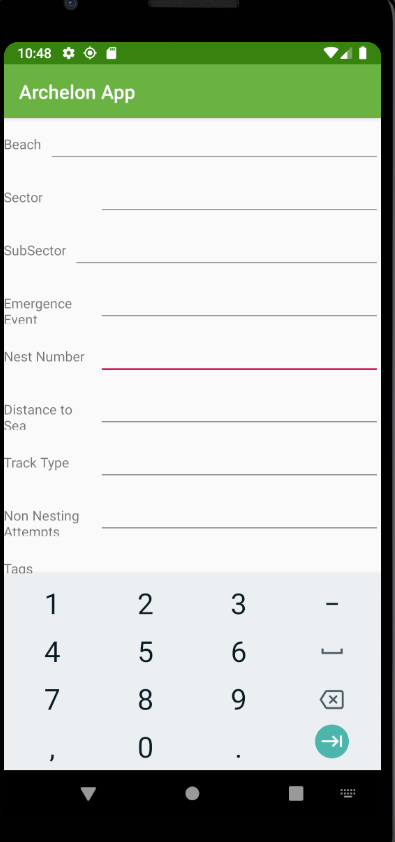 10:48
Archelon App
Beach
Sector
SubSector
Emergence
Event
Nest Number
Distance to
Sea
Track Type
Non Nesting
Attempts
Tags
1 2 3 -
4 5 6
7 8 9
, 0 .